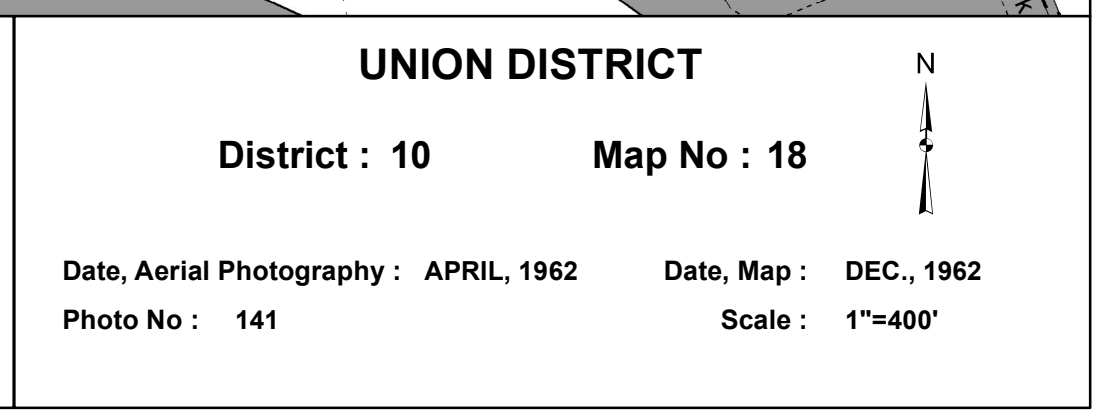 UNION DISTRICT
N
District : 10 Map No : 18
Date, Aerial Photography : APRIL, 1962 Date, Map : DEC., 1962
Photo No : 141 Scale : 1"=400'